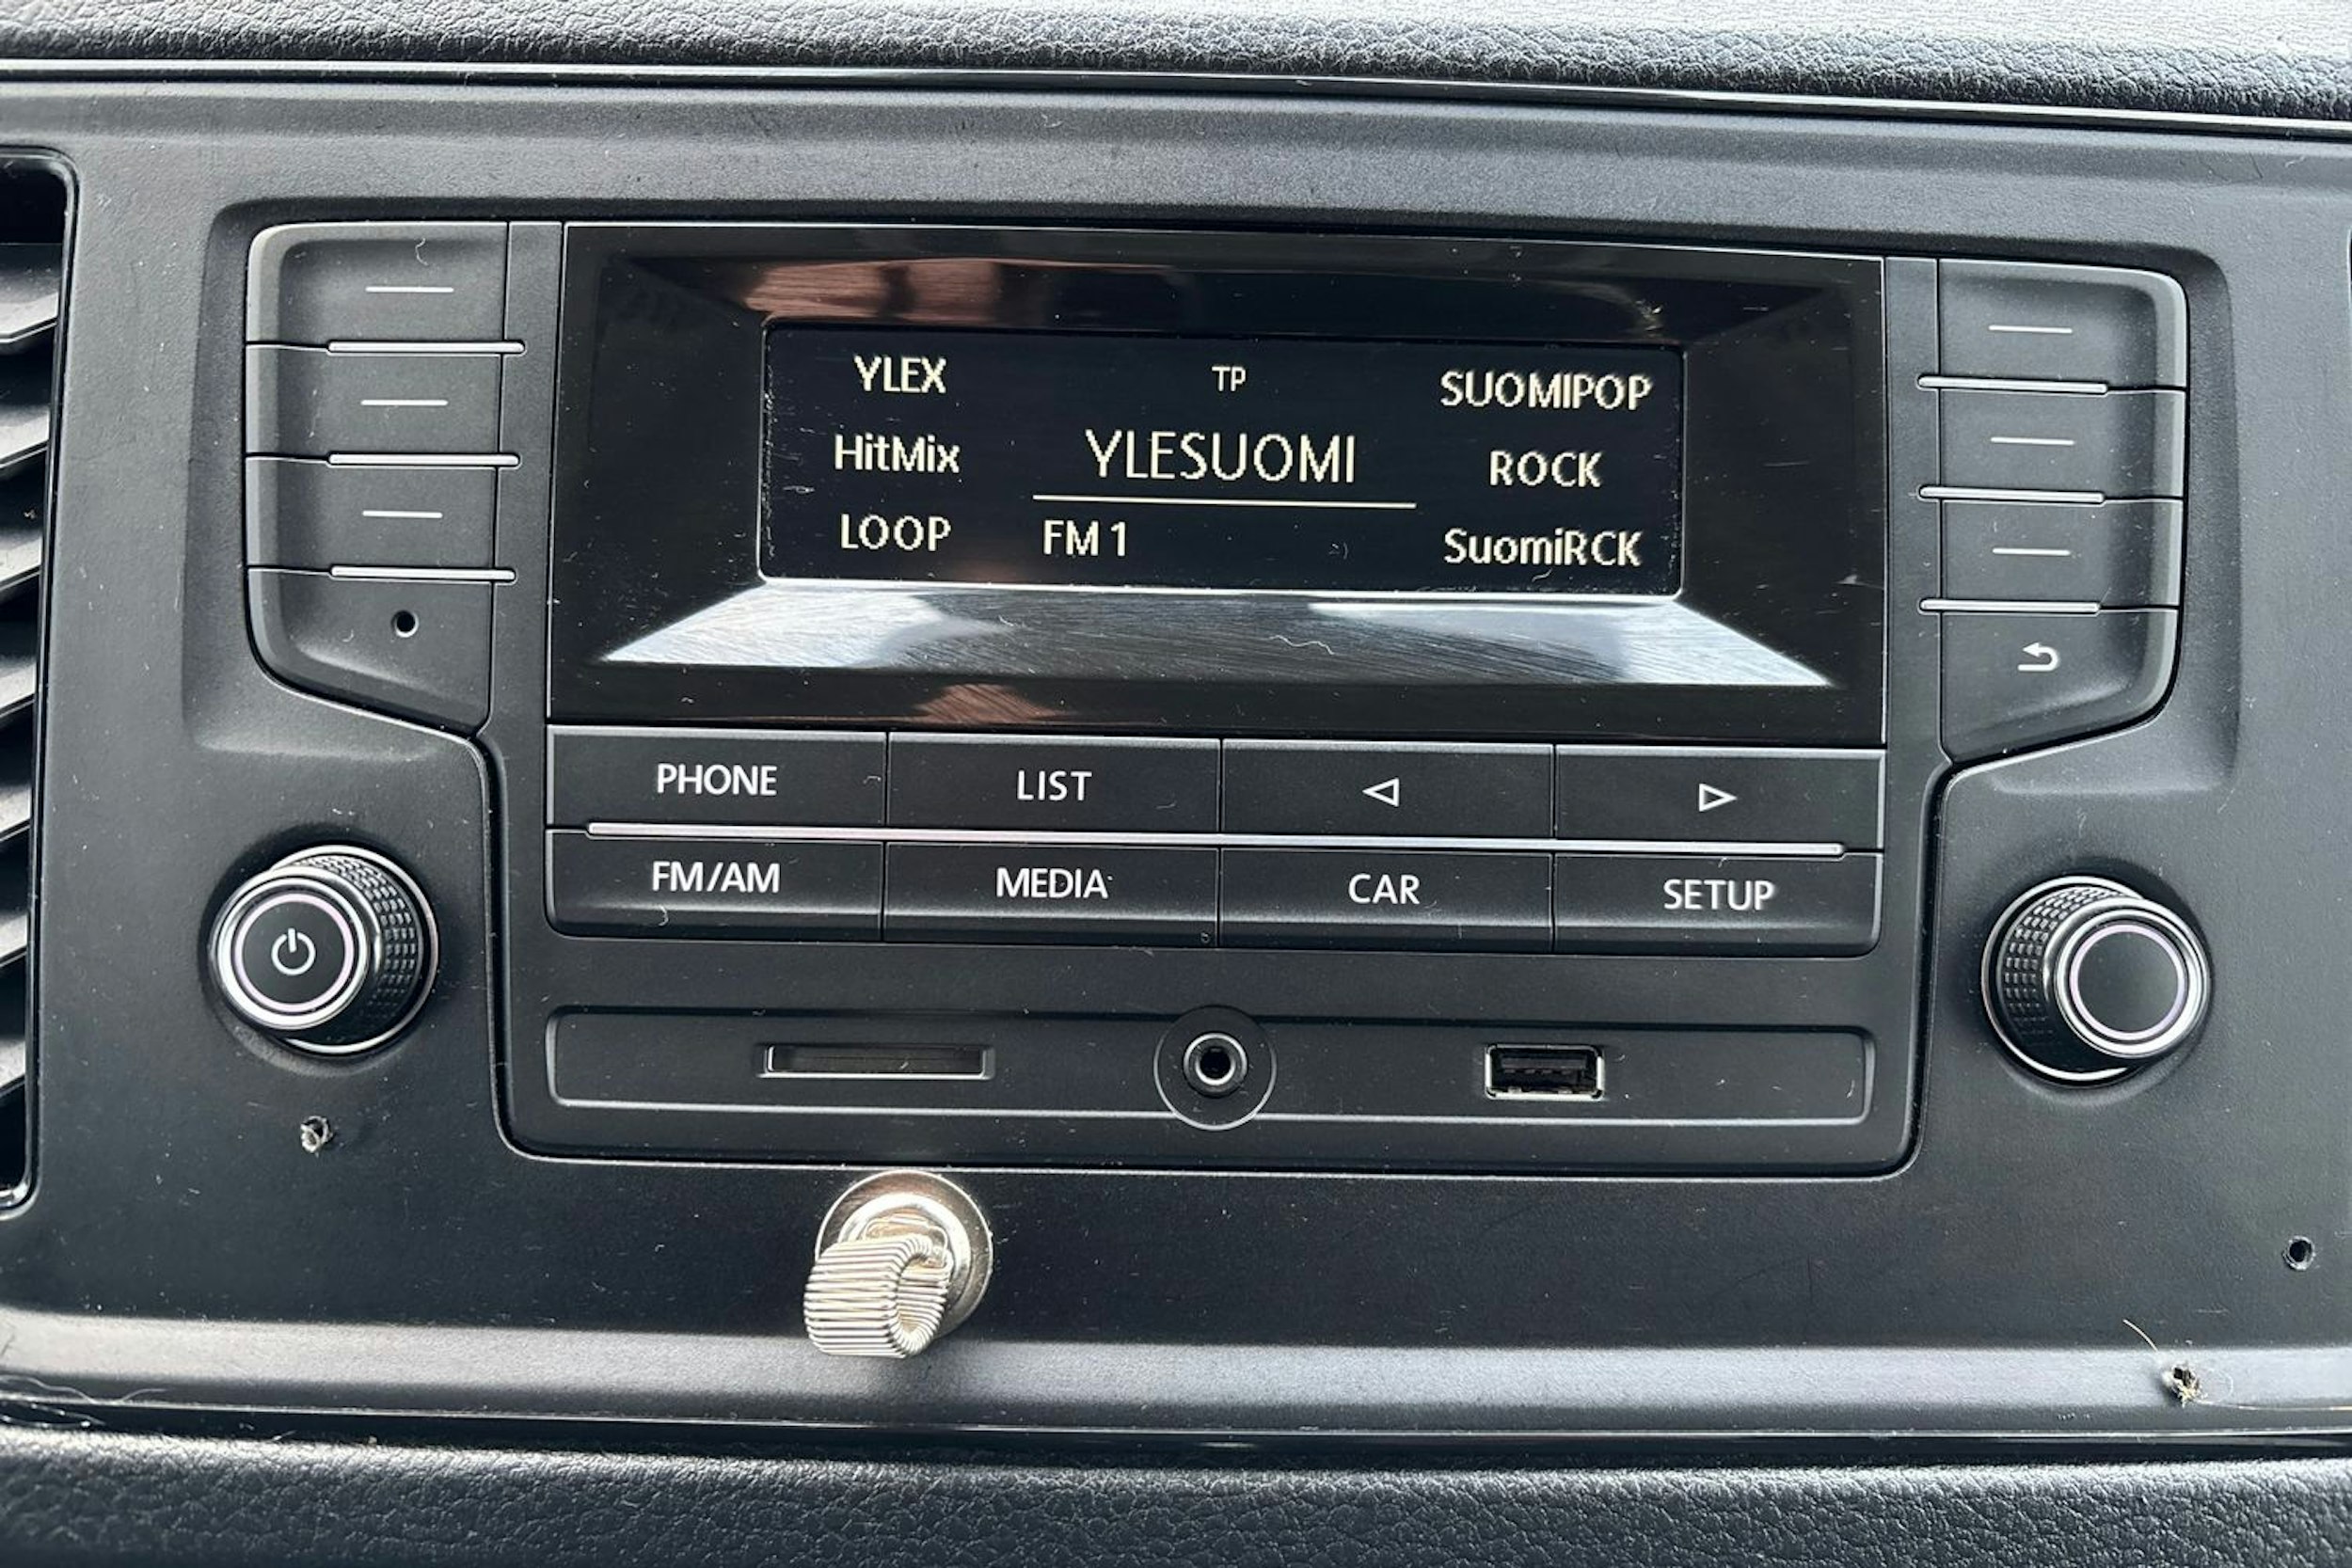 YLEX TP SUOMIPOP
HitMix YLESUOMI ROCK
LOOP FM 1 SuomiRCK
PHONE LIST
FM/AM MEDIA CAR SETUP